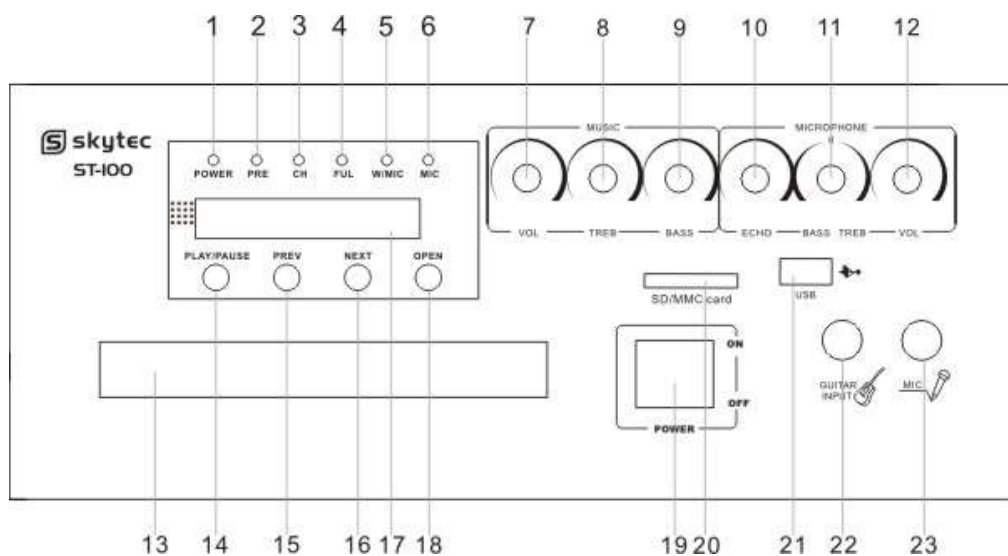 1 2 3 4 5 6 7 8 9 10 11 12
skytec
ST-100
POWER PRE CH FUL W/MIC MIC
PLAY/PAUSE PREV NEXT OPEN
MUSIC
VOL TREB BASS
MICROPHONE
ECHO BASS TREB VOL
SD/MMC card
USB
ON
OFF
POWER
GUITAR
INPUT
MIC
13 14 15 16 17 18 19 20 21 22 23